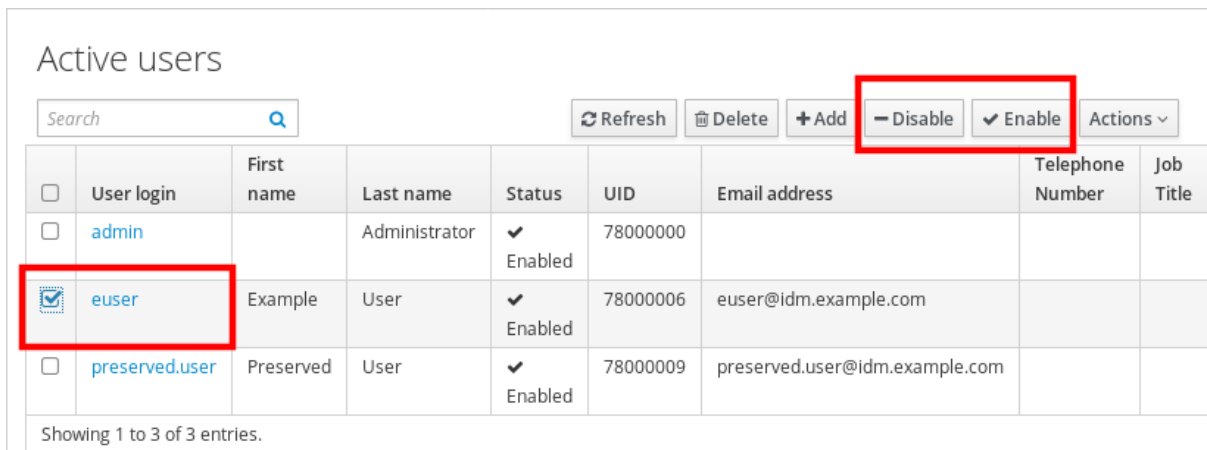 Active users
Search Refresh Delete Add Disable Enable Actions
User login First name Last name Status UID Email address Telephone Number Job Title
admin Administrator Enabled 78000000
euser Example User Enabled 78000006 euser@idm.example.com
preserved.user Preserved User Enabled 78000009 preserved.user@idm.example.com
Showing 1 to 3 of 3 entries.